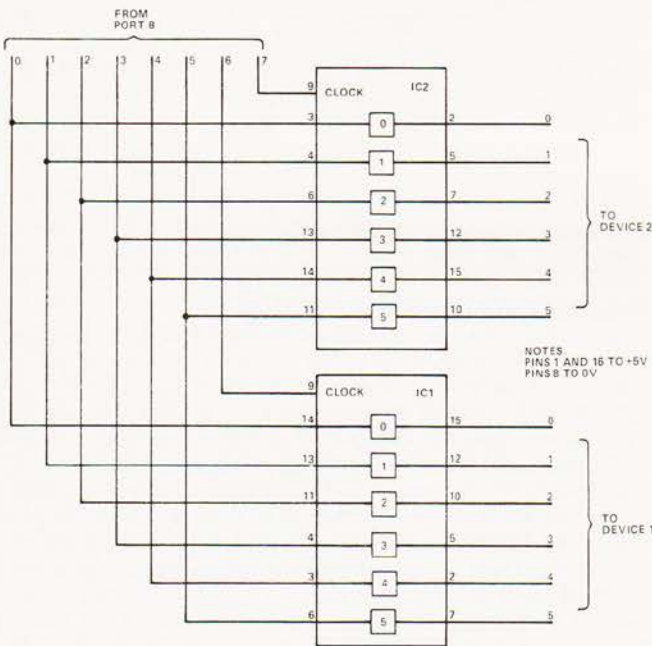 FROM
PORT B
0 1 2 3 4 5 6 7
9 CLOCK IC2
3 0 2 0
4 1 5 1
6 2 7 2
13 3 12 3
14 4 15 4
11 5 10 5
TO
DEVICE 2
NOTES
PINS 1 AND 16 TO +5V
PINS 8 TO 0V
9 CLOCK IC1
14 0 15 0
13 1 12 1
11 2 10 2
4 3 5 3
3 4 2 4
6 5 7 5
TO
DEVICE 1